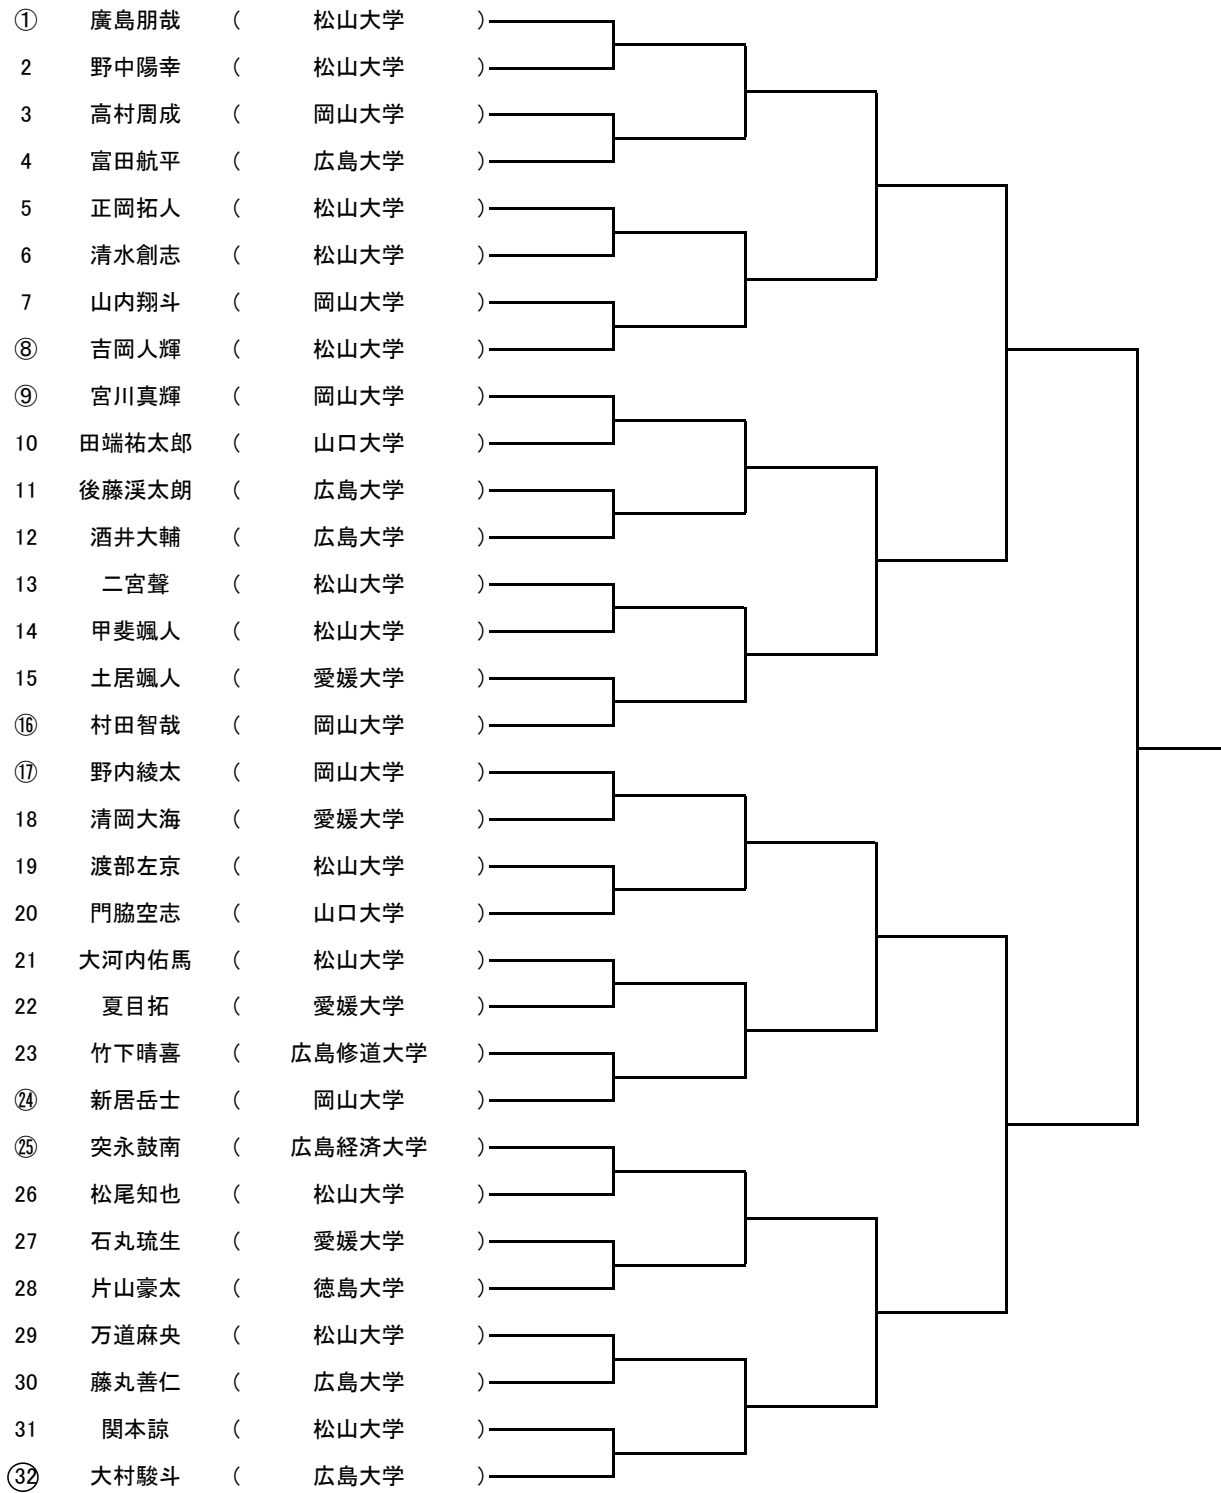 ① 廣島朋哉 ( 松山大学 )
2 野中陽幸 ( 松山大学 )
3 高村周成 ( 岡山大学 )
4 富田航平 ( 広島大学 )
5 正岡拓人 ( 松山大学 )
6 清水創志 ( 松山大学 )
7 山内翔斗 ( 岡山大学 )
⑧ 吉岡人輝 ( 松山大学 )
⑨ 宮川真輝 ( 岡山大学 )
10 田端祐太郎 ( 山口大学 )
11 後藤渓太朗 ( 広島大学 )
12 酒井大輔 ( 広島大学 )
13 二宮聲 ( 松山大学 )
14 甲斐颯人 ( 松山大学 )
15 土居颯人 ( 愛媛大学 )
⑯ 村田智哉 ( 岡山大学 )
⑰ 野内綾太 ( 岡山大学 )
18 清岡大海 ( 愛媛大学 )
19 渡部左京 ( 松山大学 )
20 門脇空志 ( 山口大学 )
21 大河内佑馬 ( 松山大学 )
22 夏目拓 ( 愛媛大学 )
23 竹下晴喜 ( 広島修道大学 )
㉔ 新居岳士 ( 岡山大学 )
㉕ 突永鼓南 ( 広島経済大学 )
26 松尾知也 ( 松山大学 )
27 石丸琉生 ( 愛媛大学 )
28 片山豪太 ( 徳島大学 )
29 万道麻央 ( 松山大学 )
30 藤丸善仁 ( 広島大学 )
31 関本諒 ( 松山大学 )
㉜ 大村駿斗 ( 広島大学 )